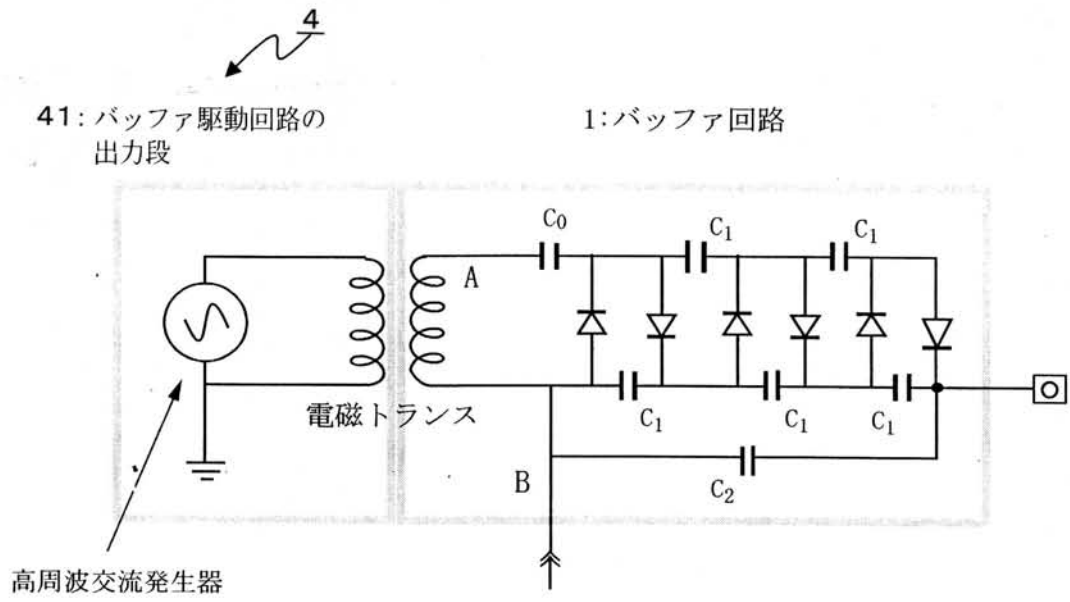 4
41: バッファ駆動回路の
出力段
1:バッファ回路
C0
C1
C1
A
電磁トランス
C1
C1
C1
B
C2
高周波交流発生器